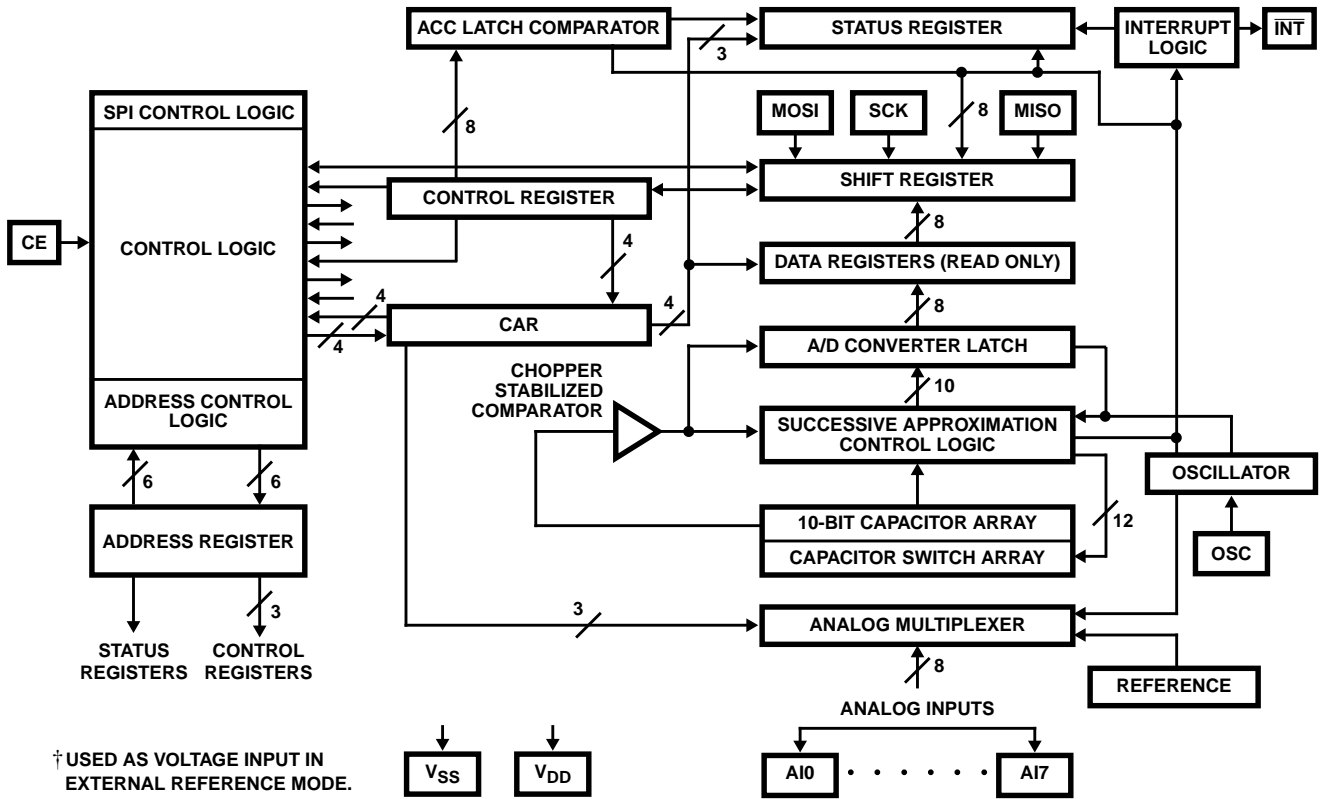 ACC LATCH COMPARATOR
3
STATUS REGISTER
INTERRUPT
LOGIC
INT
SPI CONTROL LOGIC
8
MOSI
SCK
8
MISO
CE
CONTROL LOGIC
CONTROL REGISTER
SHIFT REGISTER
4
8
DATA REGISTERS (READ ONLY)
4
4
CAR
4
8
A/D CONVERTER LATCH
CHOPPER
STABILIZED
COMPARATOR
10
ADDRESS CONTROL
LOGIC
SUCCESSIVE APPROXIMATION
CONTROL LOGIC
6
6
OSCILLATOR
12
10-BIT CAPACITOR ARRAY
CAPACITOR SWITCH ARRAY
ADDRESS REGISTER
OSC
3
3
ANALOG MULTIPLEXER
STATUS
REGISTERS
CONTROL
REGISTERS
8
REFERENCE
ANALOG INPUTS
† USED AS VOLTAGE INPUT IN
EXTERNAL REFERENCE MODE.
VSS
VDD
AI0 · · · · · · · AI7